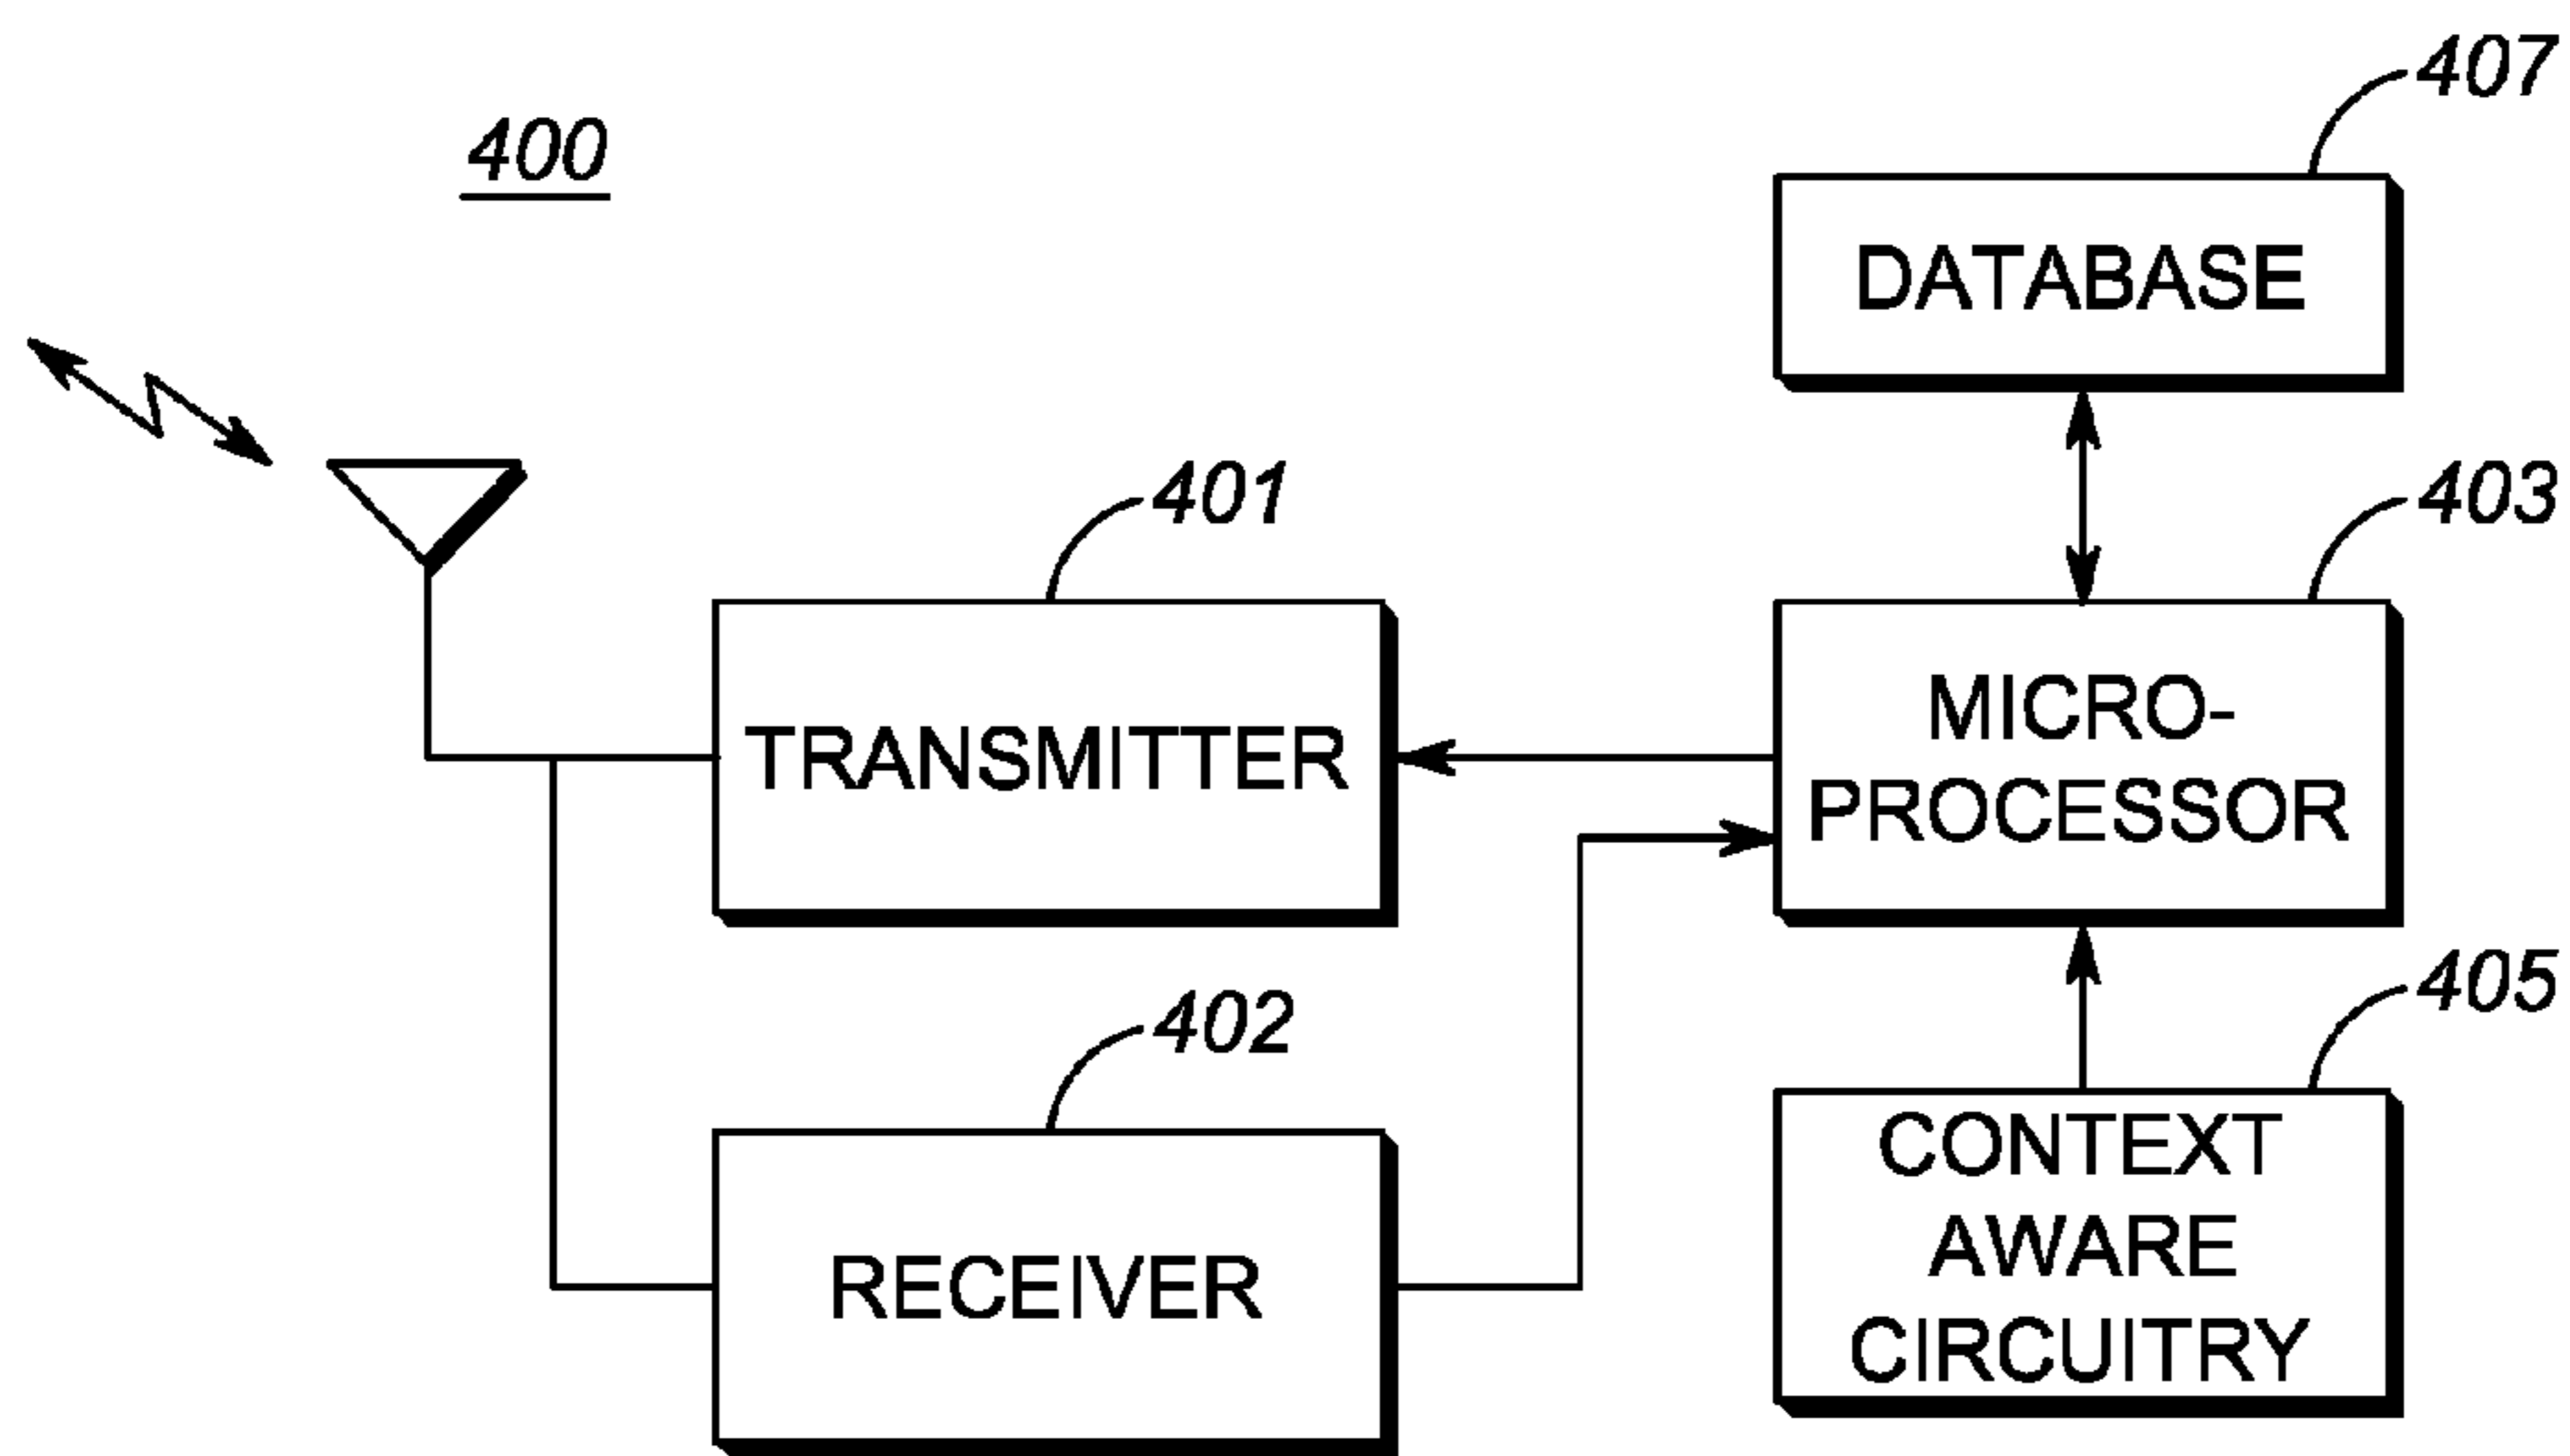 400
407
DATABASE
401
403
TRANSMITTER
MICRO-
PROCESSOR
402
405
RECEIVER
CONTEXT
AWARE
CIRCUITRY